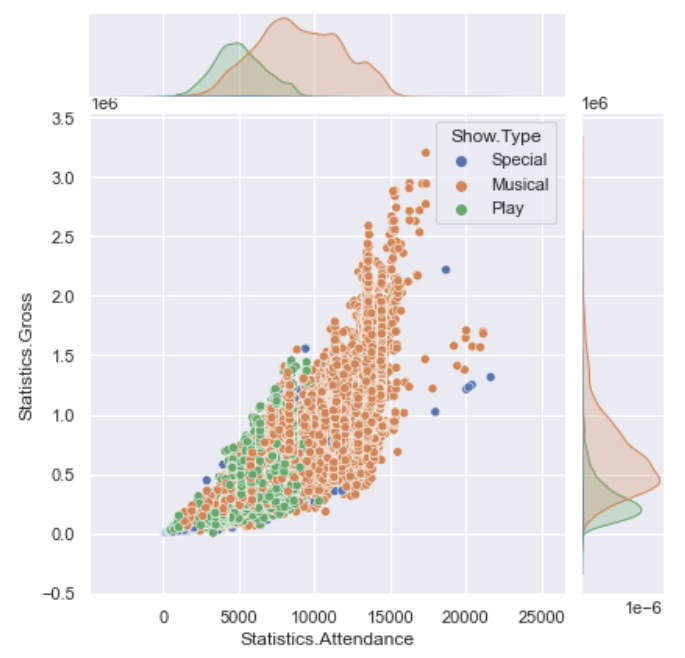 1e6
1e6
3.5
3.0
2.5
2.0
1.5
1.0
0.5
0.0
−0.5
Statistics.Gross
Show.Type
Special
Musical
Play
0 5000 10000 15000 20000 25000
1e−6
Statistics.Attendance